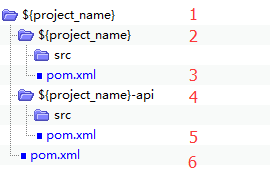 ${project_name} 1
${project_name} 2
src
pom.xml 3
${project_name}-api 4
src
pom.xml 5
pom.xml 6